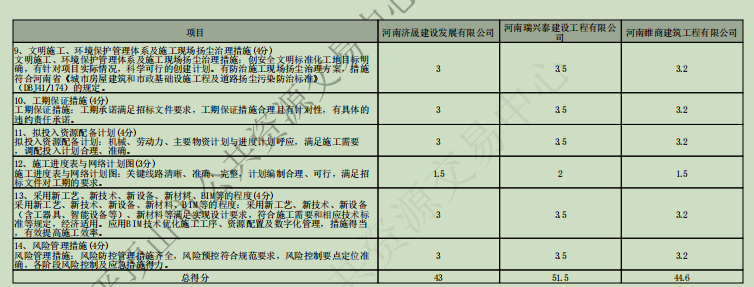 项目 河南济晟建设发展有限公司 河南瑞兴泰建设工程有限公司 河南睢商建筑工程有限公司
9、文明施工、环境保护管理体系及施工现场扬尘治理措施(4分)
文明施工、环境保护管理体系及施工现场扬尘治理措施：创安全文明标准化工地目标明
确，有针对项目实际情况，科学可行的创建计划。有防治施工现场扬尘治理方案，措施
符合河南省《城市房屋建筑和市政基础设施工程及道路扬尘污染防治标准》
（DBJ41/174）的规定。
3 3.5 3.2
10、工期保证措施(4分)
工期保证措施：工期承诺满足招标文件要求，工期保证措施合理且有针对性，有具体的
违约责任承诺。
3 3.5 3.2
11、拟投入资源配备计划(4分)
拟投入资源配备计划：机械、劳动力、主要物资计划与进度计划呼应，满足施工需要
，调配投入计划合理、准确。
3 3.5 3.2
12、施工进度表与网络计划图(3分)
施工进度表与网络计划图：关键线路清晰、准确、完整，计划编制合理、可行，满足招
标文件对工期的要求。
1.5 2 1.5
13、采用新工艺、新技术、新设备、新材料、BIM等的程度(4分)
采用新工艺、新技术、新设备、新材料、BIM等的程度：采用新工艺、新技术、新设备
（含工器具、智能设备等）、新材料等满足实现设计要求，符合施工需要和相应技术标
准等规定，经济适用。应用BIM技术优化施工工序、资源配置及数字化管理，措施得当
，有效提高施工效率。
3 3.5 3.2
14、风险管理措施(4分)
风险管理措施：风险防控管理措施齐全，风险预控符合规范要求，风险控制要点定位准
确，各阶段风险控制及应急措施得力。
3 3.5 3.2
总得分 43 51.5 44.6